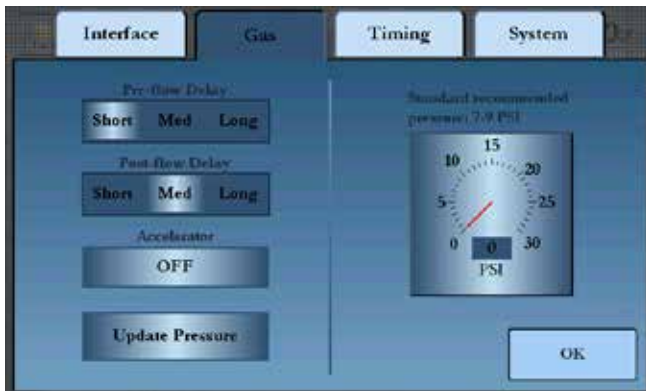 Interface Gas Timing System
Pre-flow Delay
Short Med Long
Post-flow Delay
Short Med Long
Accelerator
OFF
Update Pressure
Standard recommended
pressure: 7-9 PSI
15
10 20
5 25
0 0 30
PSI
OK